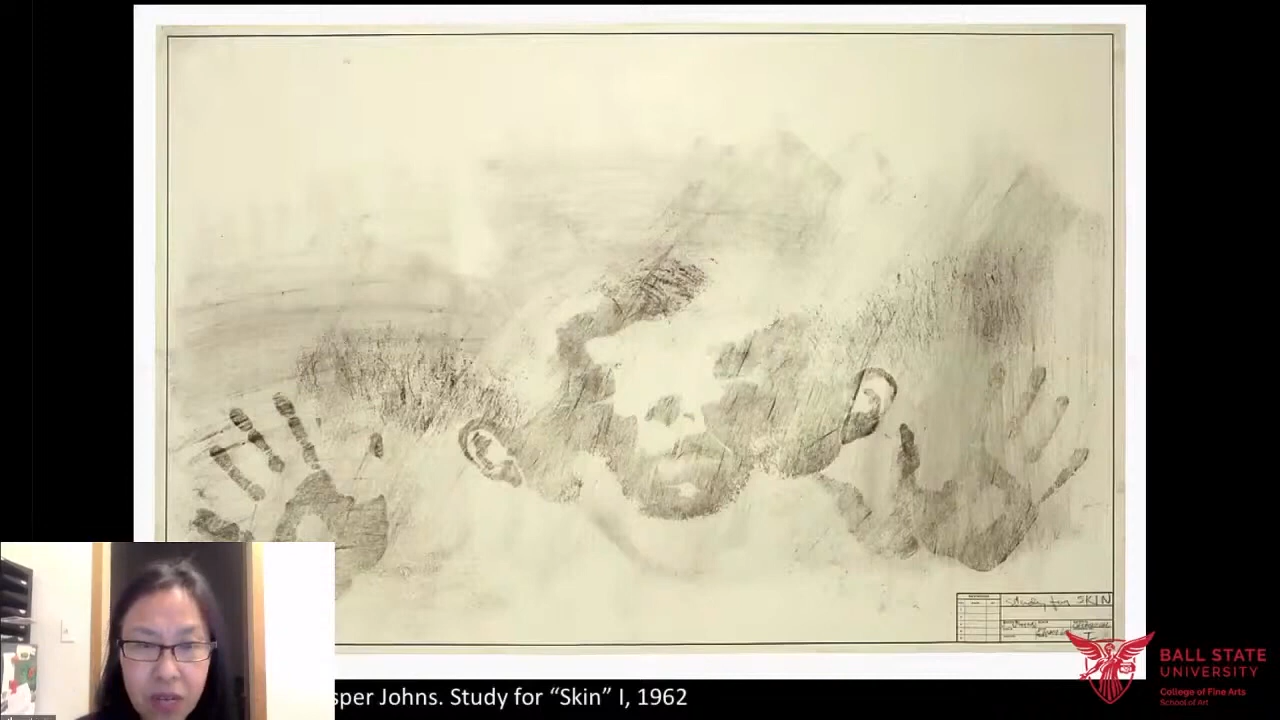 Study for SKIN
I
sper Johns. Study for “Skin” I, 1962
BALL STATE
UNIVERSITY
College of Fine Arts
School of Art